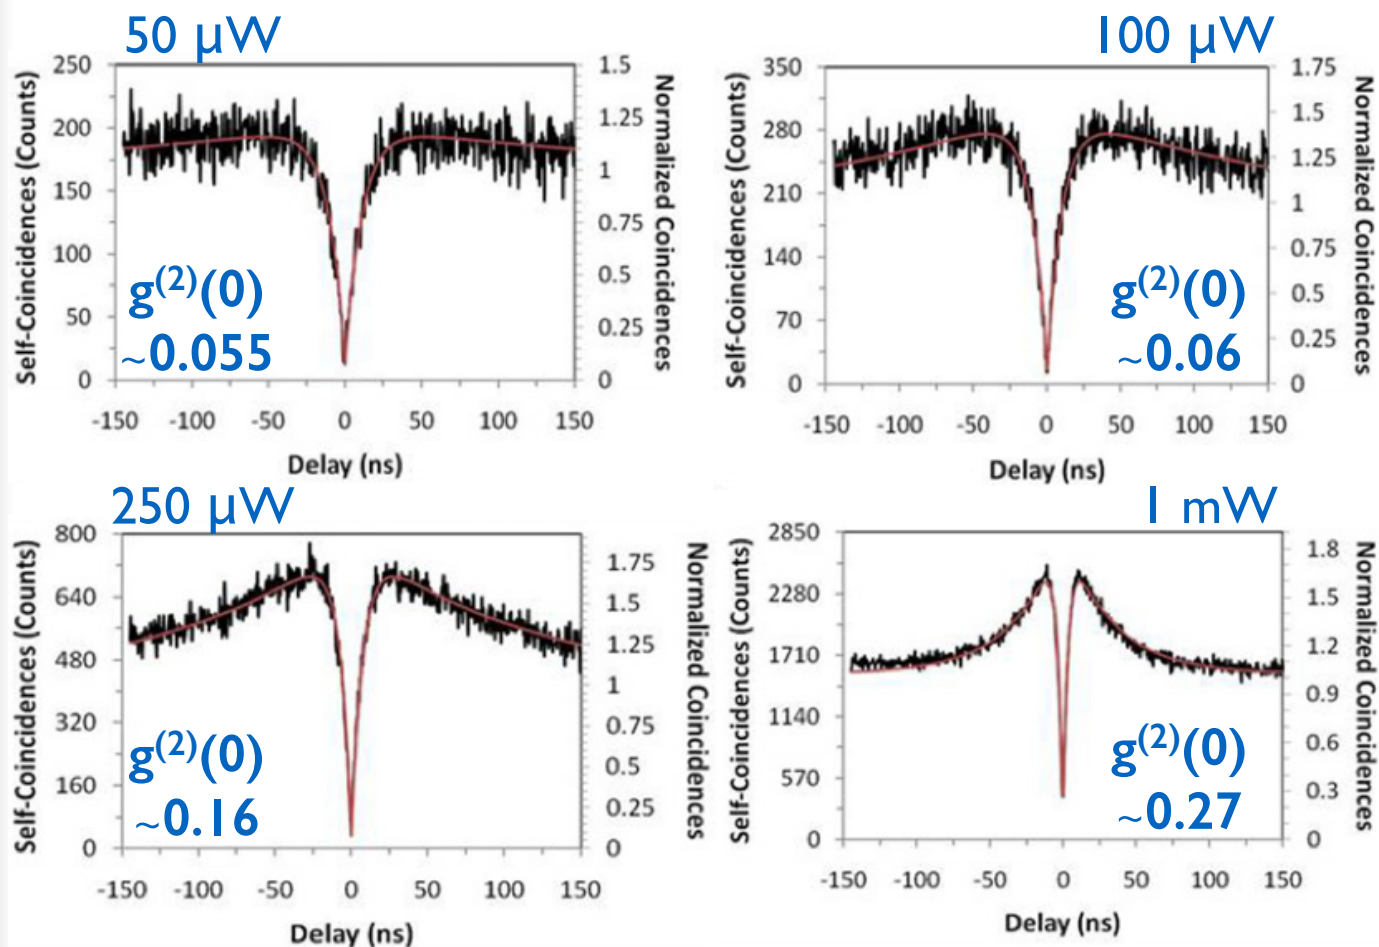 50 µW
250
200
150
100
50
0
1.5
1.25
1
0.75
0.5
0.25
0
Self-Coincidences (Counts)
Normalized Coincidences
g(2)(0)
~0.055
-150 -100 -50 0 50 100 150
Delay (ns)
100 µW
350
280
210
140
70
0
1.75
1.5
1.25
1
0.75
0.5
0.25
0
Self-Coincidences (Counts)
Normalized Coincidences
g(2)(0)
~0.06
-150 -100 -50 0 50 100 150
Delay (ns)
250 µW
800
640
480
320
160
0
1.75
1.5
1.25
1
0.75
0.5
0.25
0
Self-Coincidences (Counts)
Normalized Coincidences
g(2)(0)
~0.16
-150 -100 -50 0 50 100 150
Delay (ns)
1 mW
2850
2280
1710
1140
570
0
1.8
1.5
1.2
0.9
0.6
0.3
0
Self-Coincidences (Counts)
Normalized Coincidences
g(2)(0)
~0.27
-150 -100 -50 0 50 100 150
Delay (ns)